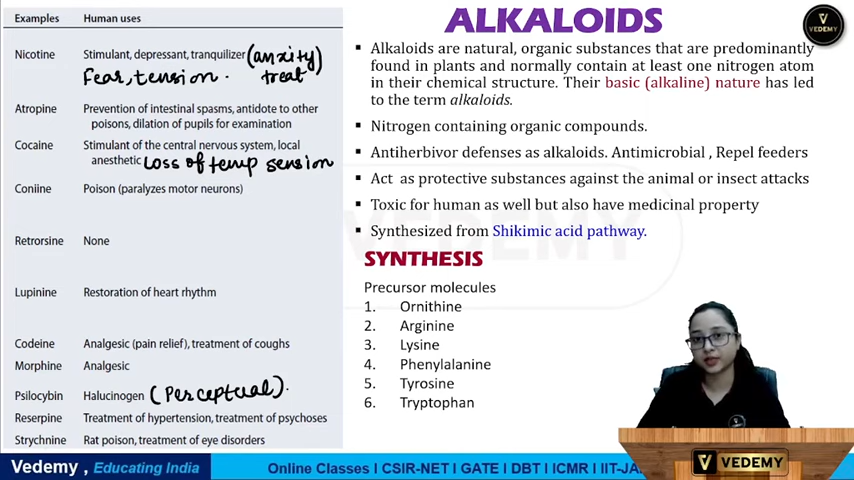 Examples Human uses
Nicotine Stimulant, depressant, tranquilizer (anxity)
Fear, tension. treat
Atropine Prevention of intestinal spasms, antidote to other
poisons, dilation of pupils for examination
Cocaine Stimulant of the central nervous system, local
anesthetic Loss of temp sension
Coniine Poison (paralyzes motor neurons)
Retrorsine None
Lupinine Restoration of heart rhythm
Codeine Analgesic (pain relief), treatment of coughs
Morphine Analgesic
Psilocybin Halucinogen (Perceptual).
Reserpine Treatment of hypertension, treatment of psychoses
Strychnine Rat poison, treatment of eye disorders
ALKALOIDS
▪ Alkaloids are natural, organic substances that are predominantly
found in plants and normally contain at least one nitrogen atom
in their chemical structure. Their basic (alkaline) nature has led
to the term alkaloids.
▪ Nitrogen containing organic compounds.
▪ Antiherbivor defenses as alkaloids. Antimicrobial , Repel feeders
▪ Act as protective substances against the animal or insect attacks
▪ Toxic for human as well but also have medicinal property
▪ Synthesized from Shikimic acid pathway.
SYNTHESIS
Precursor molecules
1. Ornithine
2. Arginine
3. Lysine
4. Phenylalanine
5. Tyrosine
6. Tryptophan
VEDEMY
V VEDEMY
Vedemy , Educating India
Online Classes I CSIR-NET I GATE I DBT I ICMR I IIT-JA